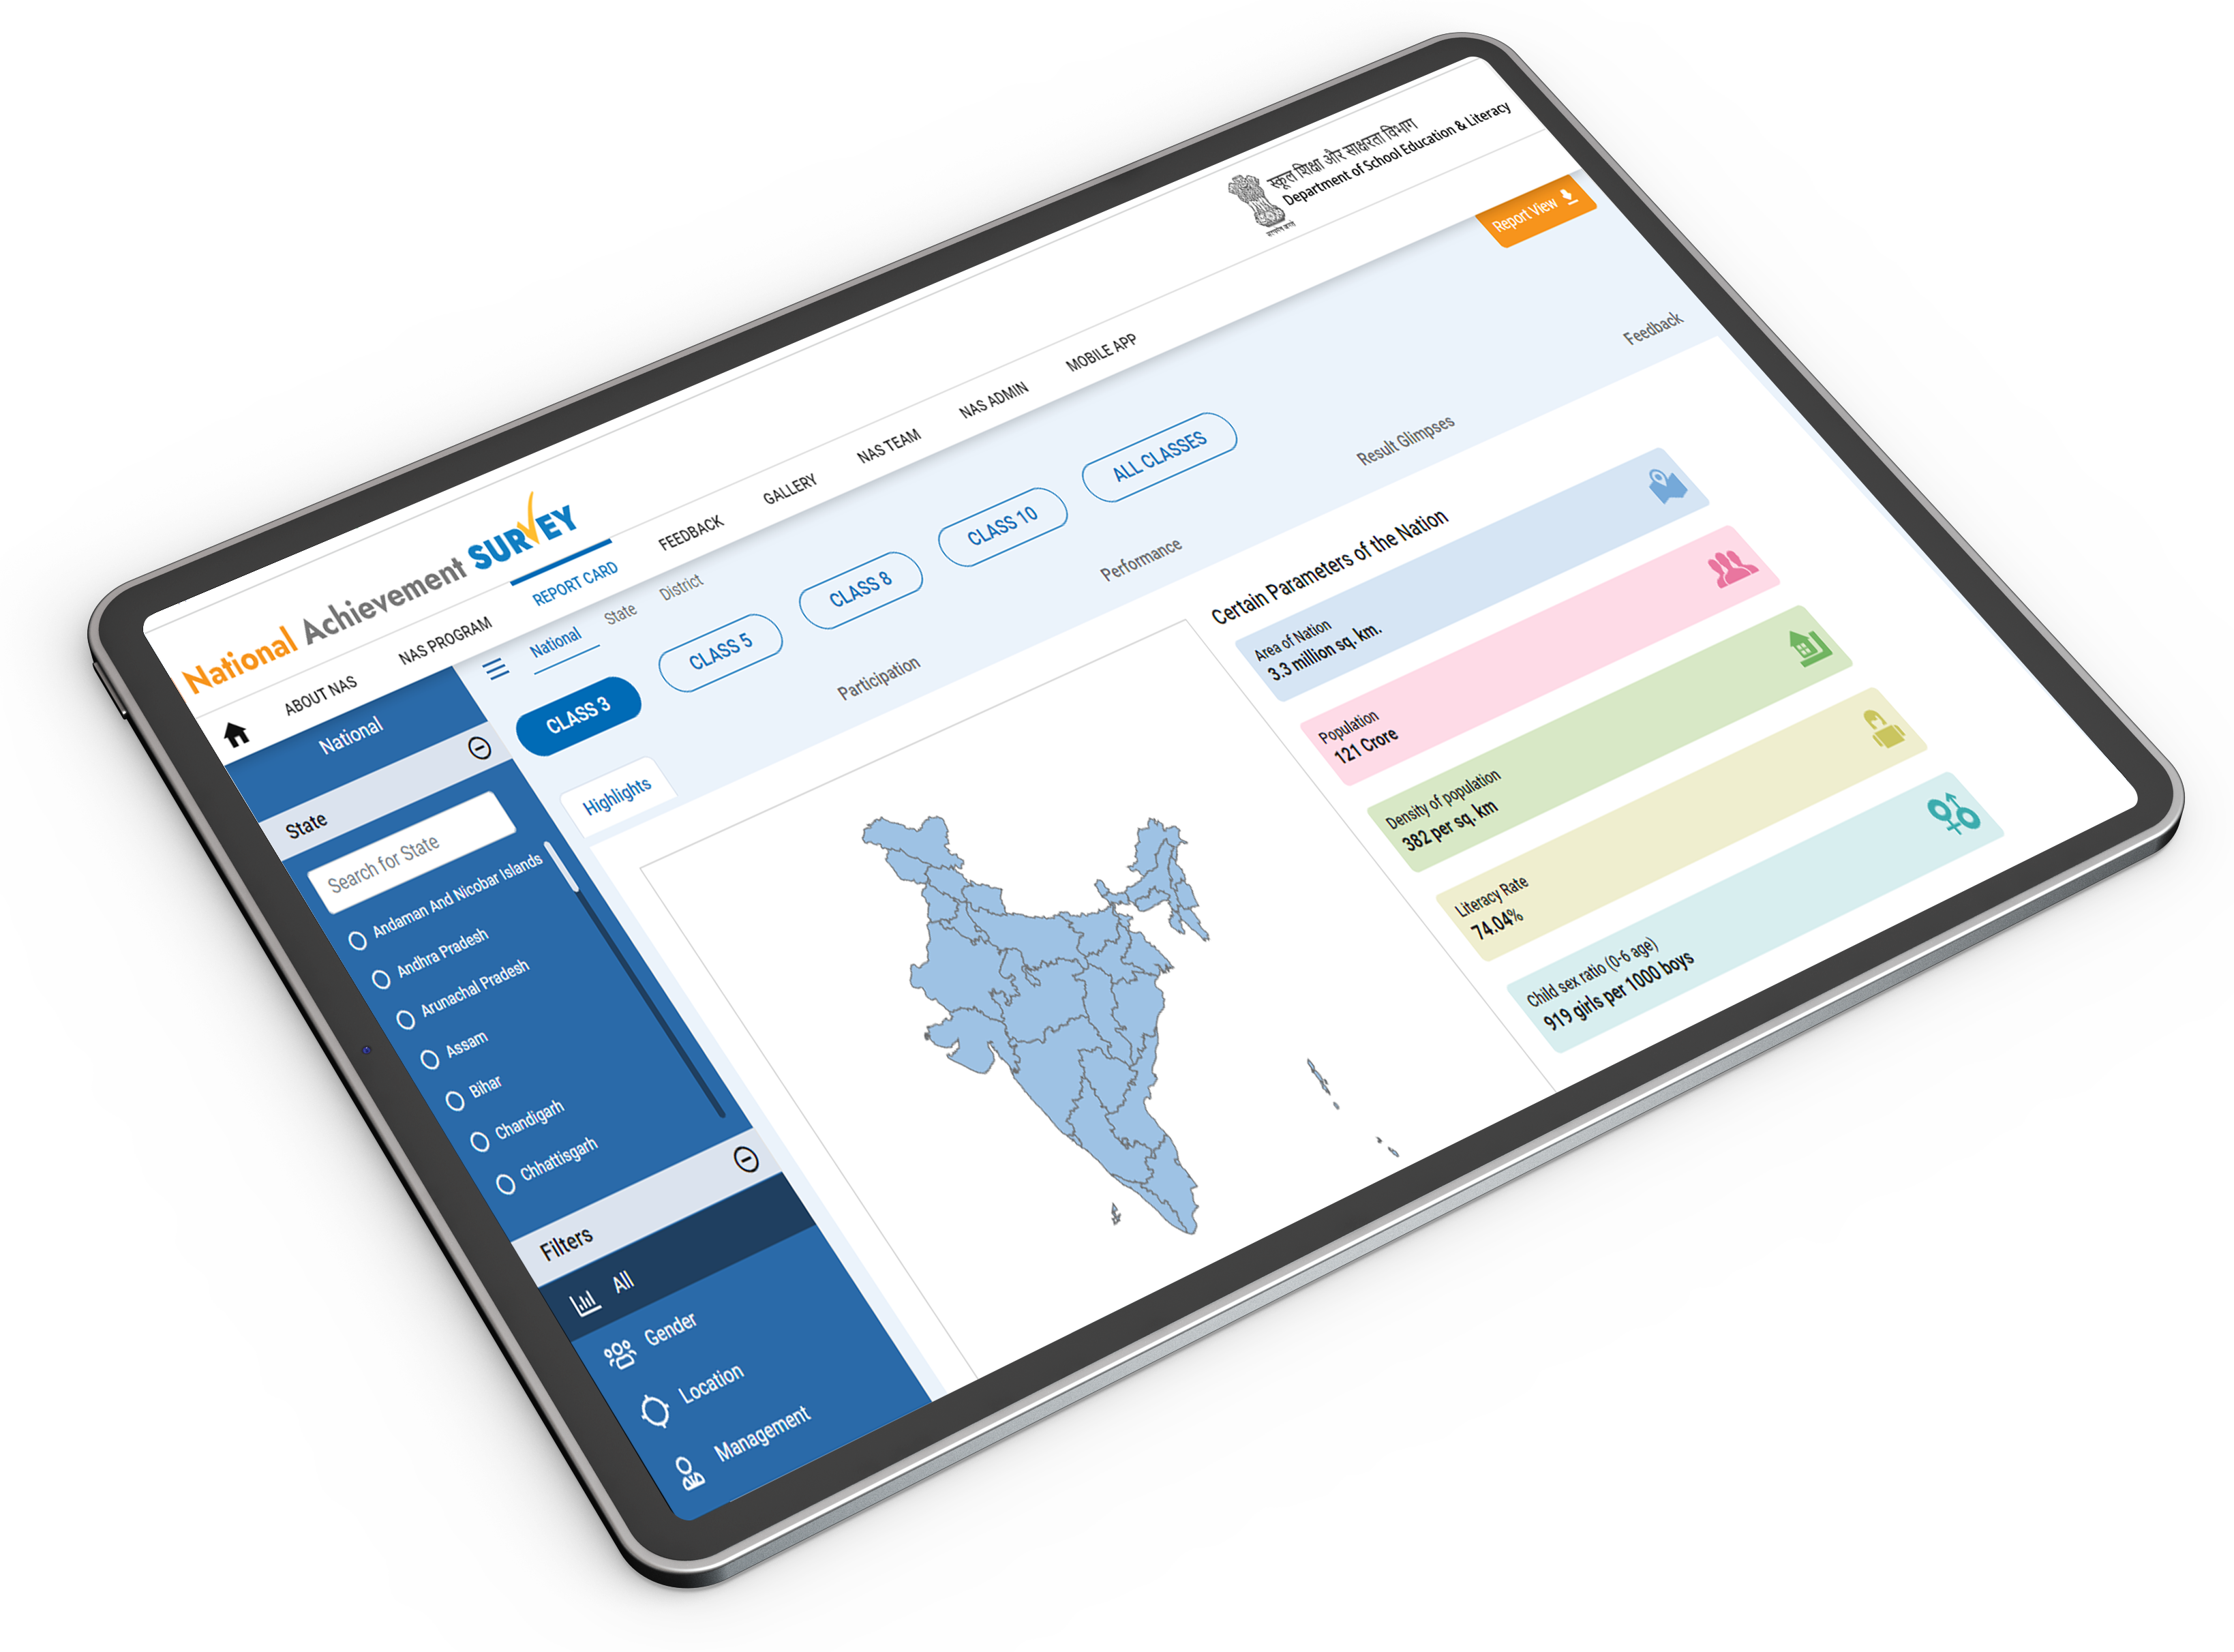 स्कूल शिक्षा और साक्षरता विभाग
Department of School Education & Literacy
National Achievement SURVEY
ABOUT NAS
NAS PROGRAM
REPORT CARD
FEEDBACK
GALLERY
NAS TEAM
NAS ADMIN
MOBILE APP
Report View
National
State
District
CLASS 3
CLASS 5
CLASS 8
CLASS 10
ALL CLASSES
Highlights
Participation
Performance
Result Glimpses
Feedback
National
State
Search for State
Andaman And Nicobar Islands
Andhra Pradesh
Arunachal Pradesh
Assam
Bihar
Chandigarh
Chhattisgarh
Filters
All
Gender
Location
Management
Certain Parameters of the Nation
Area of Nation
3.3 million sq. km.
Population
121 Crore
Density of population
382 per sq. km
Literacy Rate
74.04%
Child sex ratio (0-6 age)
919 girls per 1000 boys